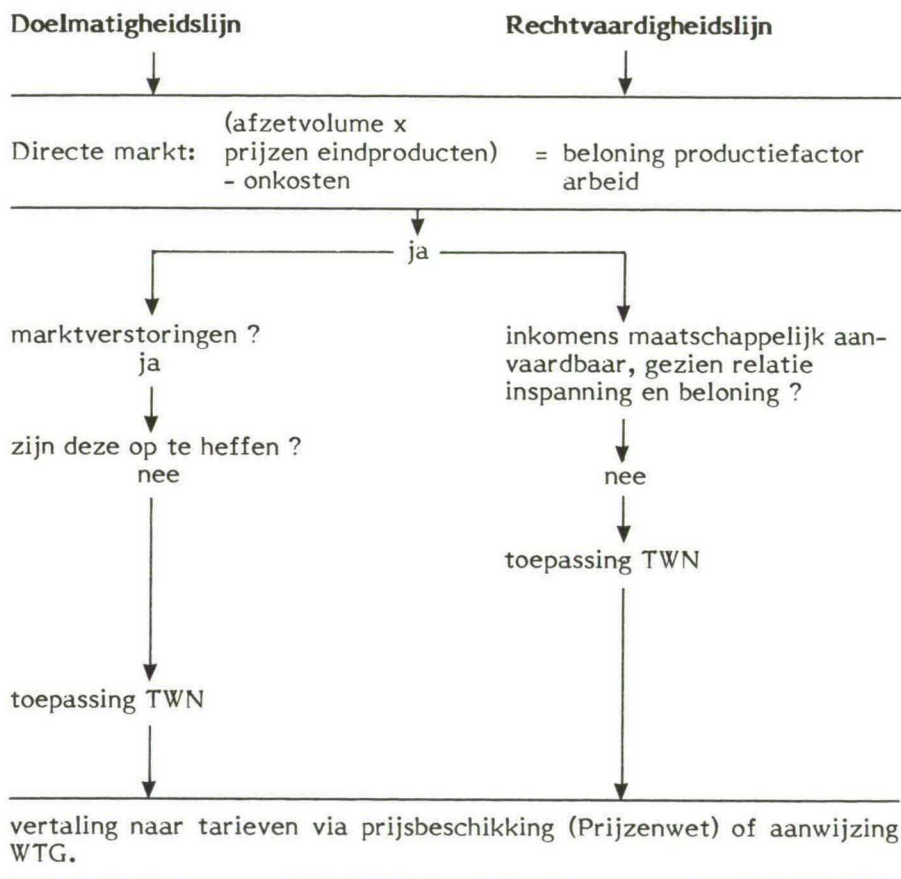 Doelmatigheidslijn Rechtvaardigheidslijn
(afzetvolume x
Directe markt: prijzen eindproducten) = beloning productiefactor
- onkosten arbeid
ja
marktverstoringen ?
ja
zijn deze op te heffen ?
nee
toepassing TWN
inkomens maatschappelijk aan-
vaardbaar, gezien relatie
inspanning en beloning ?
nee
toepassing TWN
vertaling naar tarieven via prijsbeschikking (Prijzenwet) of aanwijzing
WTG.